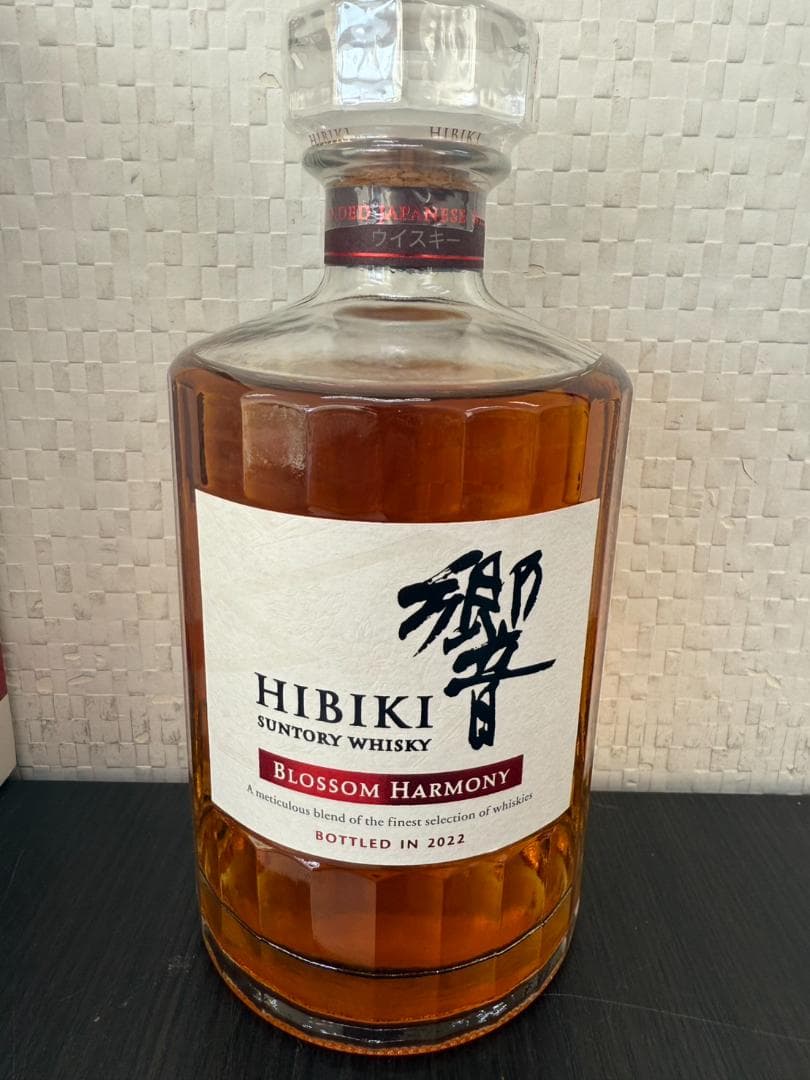 HIBIKI HIBIKI
JAPANESE
ウイスキー
響
HIBIKI
SUNTORY WHISKY
BLOSSOM HARMONY
A meticulous blend of the finest selection of whiskies
BOTTLED IN 2022